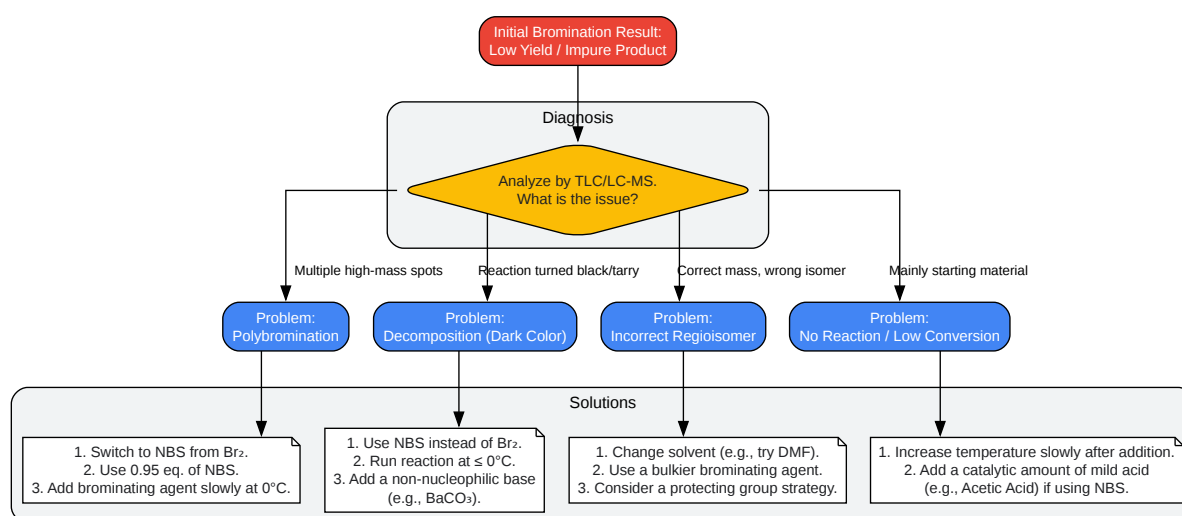 Initial Bromination Result:
Low Yield / Impure Product
Diagnosis
Analyze by TLC/LC-MS.
What is the issue?
Multiple high-mass spots
Reaction turned black/tarry
Correct mass, wrong isomer
Mainly starting material
Problem:
Polybromination
Problem:
Decomposition (Dark Color)
Problem:
Incorrect Regioisomer
Problem:
No Reaction / Low Conversion
Solutions
1. Switch to NBS from Br₂.
2. Use 0.95 eq. of NBS.
3. Add brominating agent slowly at 0°C.
1. Use NBS instead of Br₂.
2. Run reaction at ≤ 0°C.
3. Add a non-nucleophilic base
(e.g., BaCO₃).
1. Change solvent (e.g., try DMF).
2. Use a bulkier brominating agent.
3. Consider a protecting group strategy.
1. Increase temperature slowly after addition.
2. Add a catalytic amount of mild acid
(e.g., Acetic Acid) if using NBS.